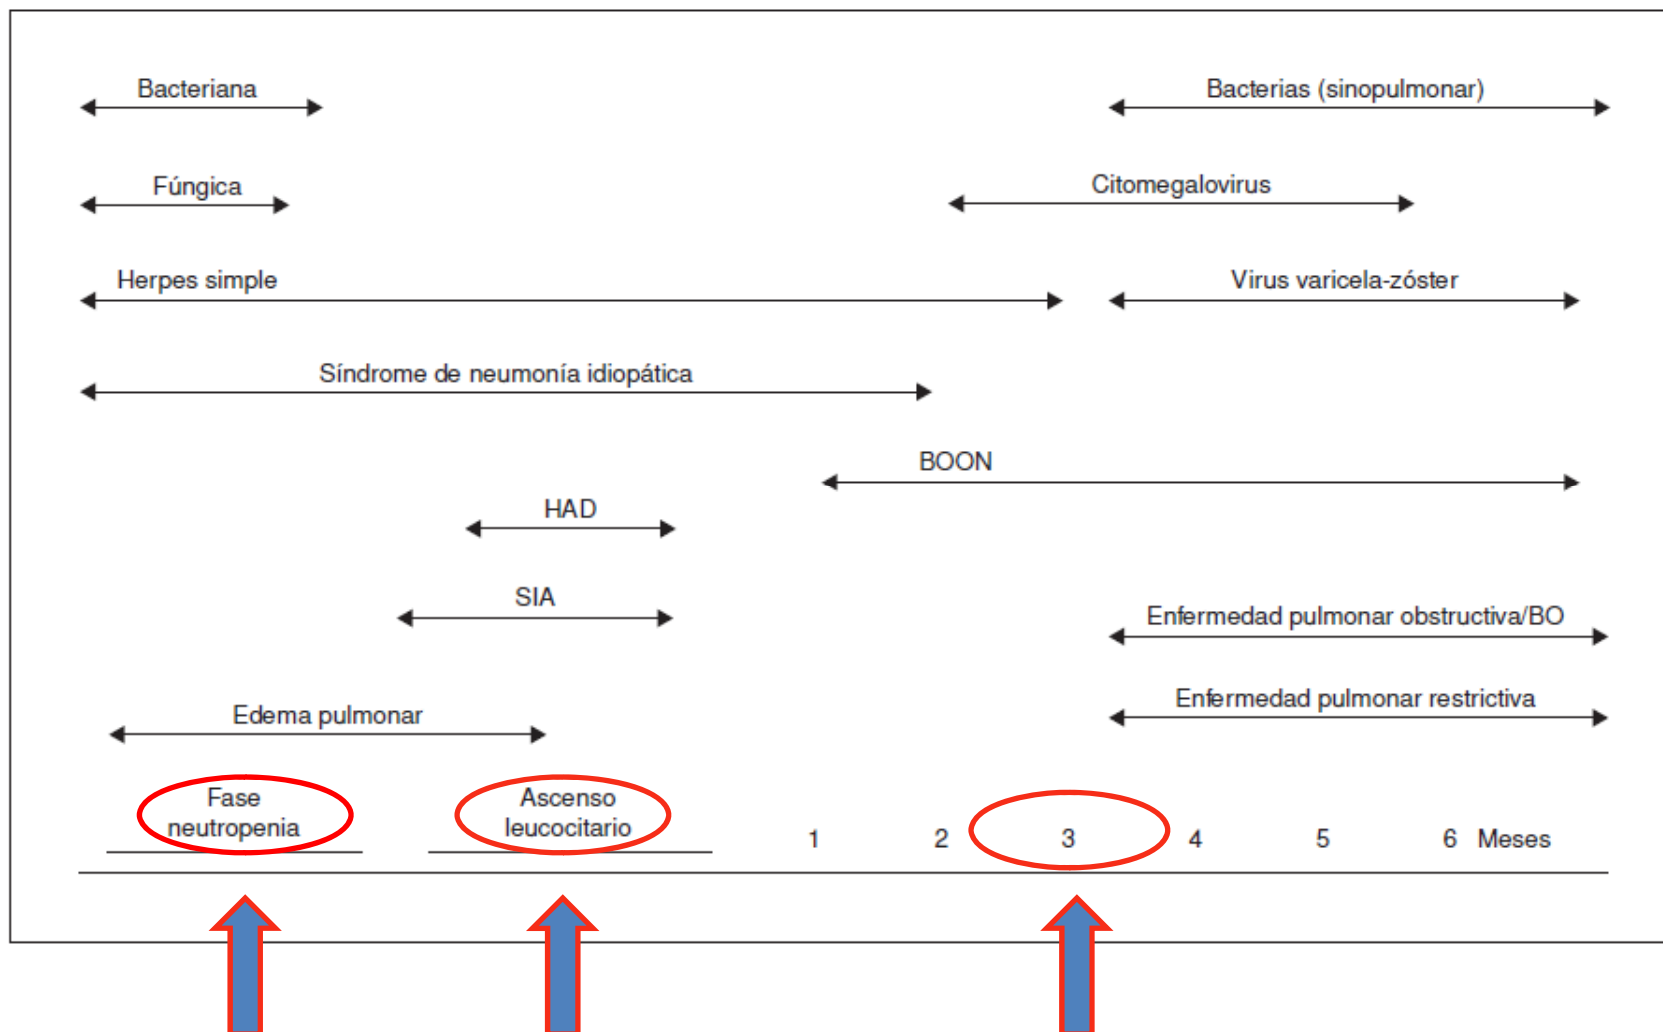 Bacteriana
Bacterias (sinopulmonar)
Fúngica
Citomegalovirus
Herpes simple
Virus varicela-zóster
Síndrome de neumonía idiopática
BOON
HAD
SIA
Enfermedad pulmonar obstructiva/BO
Enfermedad pulmonar restrictiva
Edema pulmonar
Fase
neutropenia
Ascenso
leucocitario
1 2 3 4 5 6 Meses